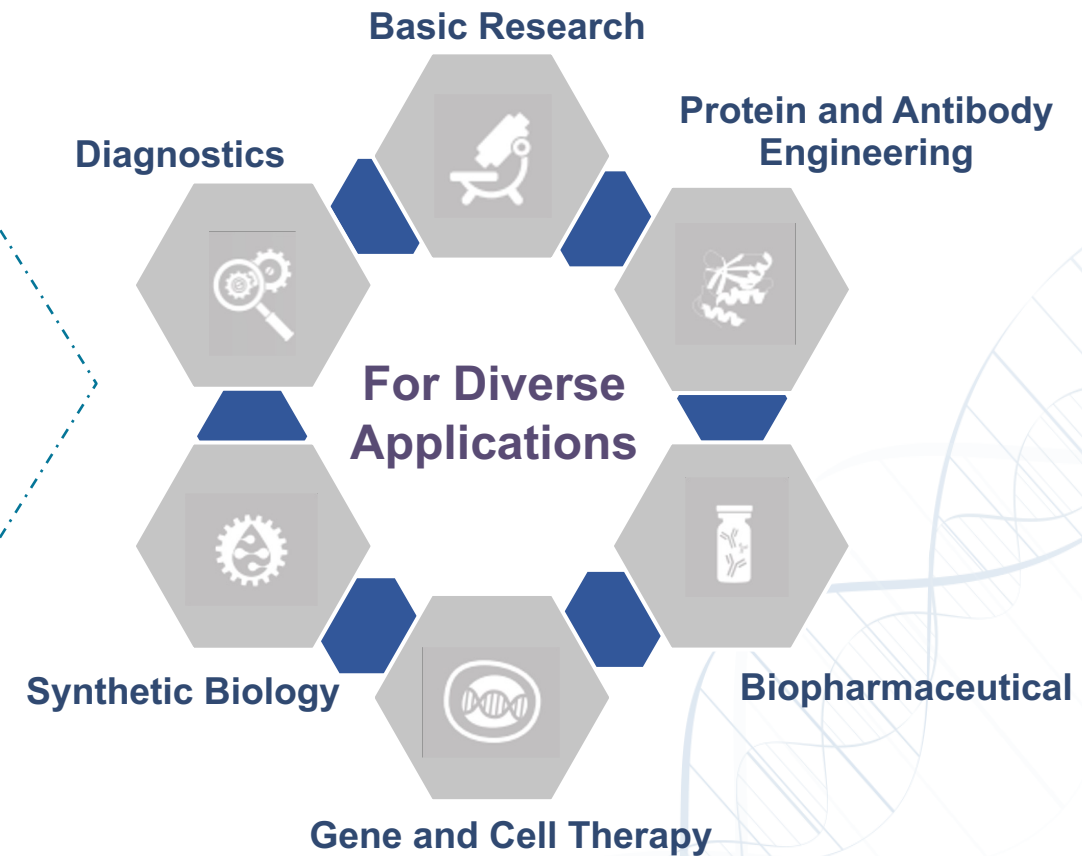 Basic Research
Protein and Antibody
Engineering
Diagnostics
For Diverse
Applications
Synthetic Biology
Biopharmaceutical
Gene and Cell Therapy